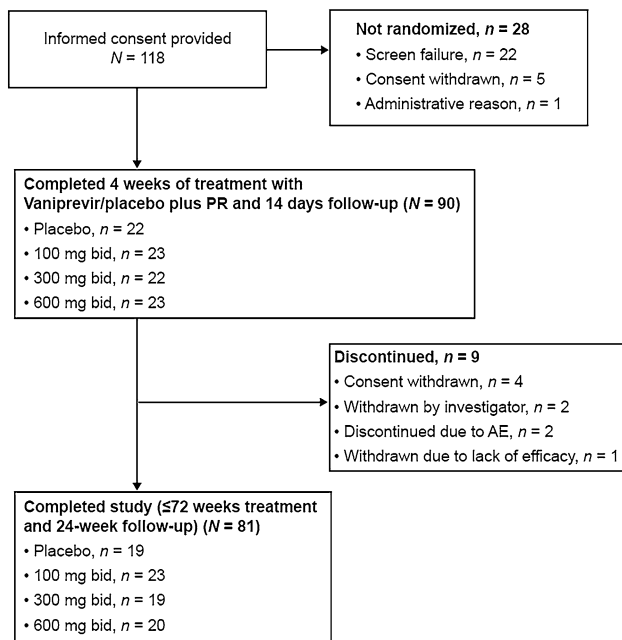 Informed consent provided
N = 118
Not randomized, n = 28
• Screen failure, n = 22
• Consent withdrawn, n = 5
• Administrative reason, n = 1
Completed 4 weeks of treatment with
Vaniprevir/placebo plus PR and 14 days follow-up (N = 90)
• Placebo, n = 22
• 100 mg bid, n = 23
• 300 mg bid, n = 22
• 600 mg bid, n = 23
Discontinued, n = 9
• Consent withdrawn, n = 4
• Withdrawn by investigator, n = 2
• Discontinued due to AE, n = 2
• Withdrawn due to lack of efficacy, n = 1
Completed study (≤72 weeks treatment
and 24-week follow-up) (N = 81)
• Placebo, n = 19
• 100 mg bid, n = 23
• 300 mg bid, n = 19
• 600 mg bid, n = 20